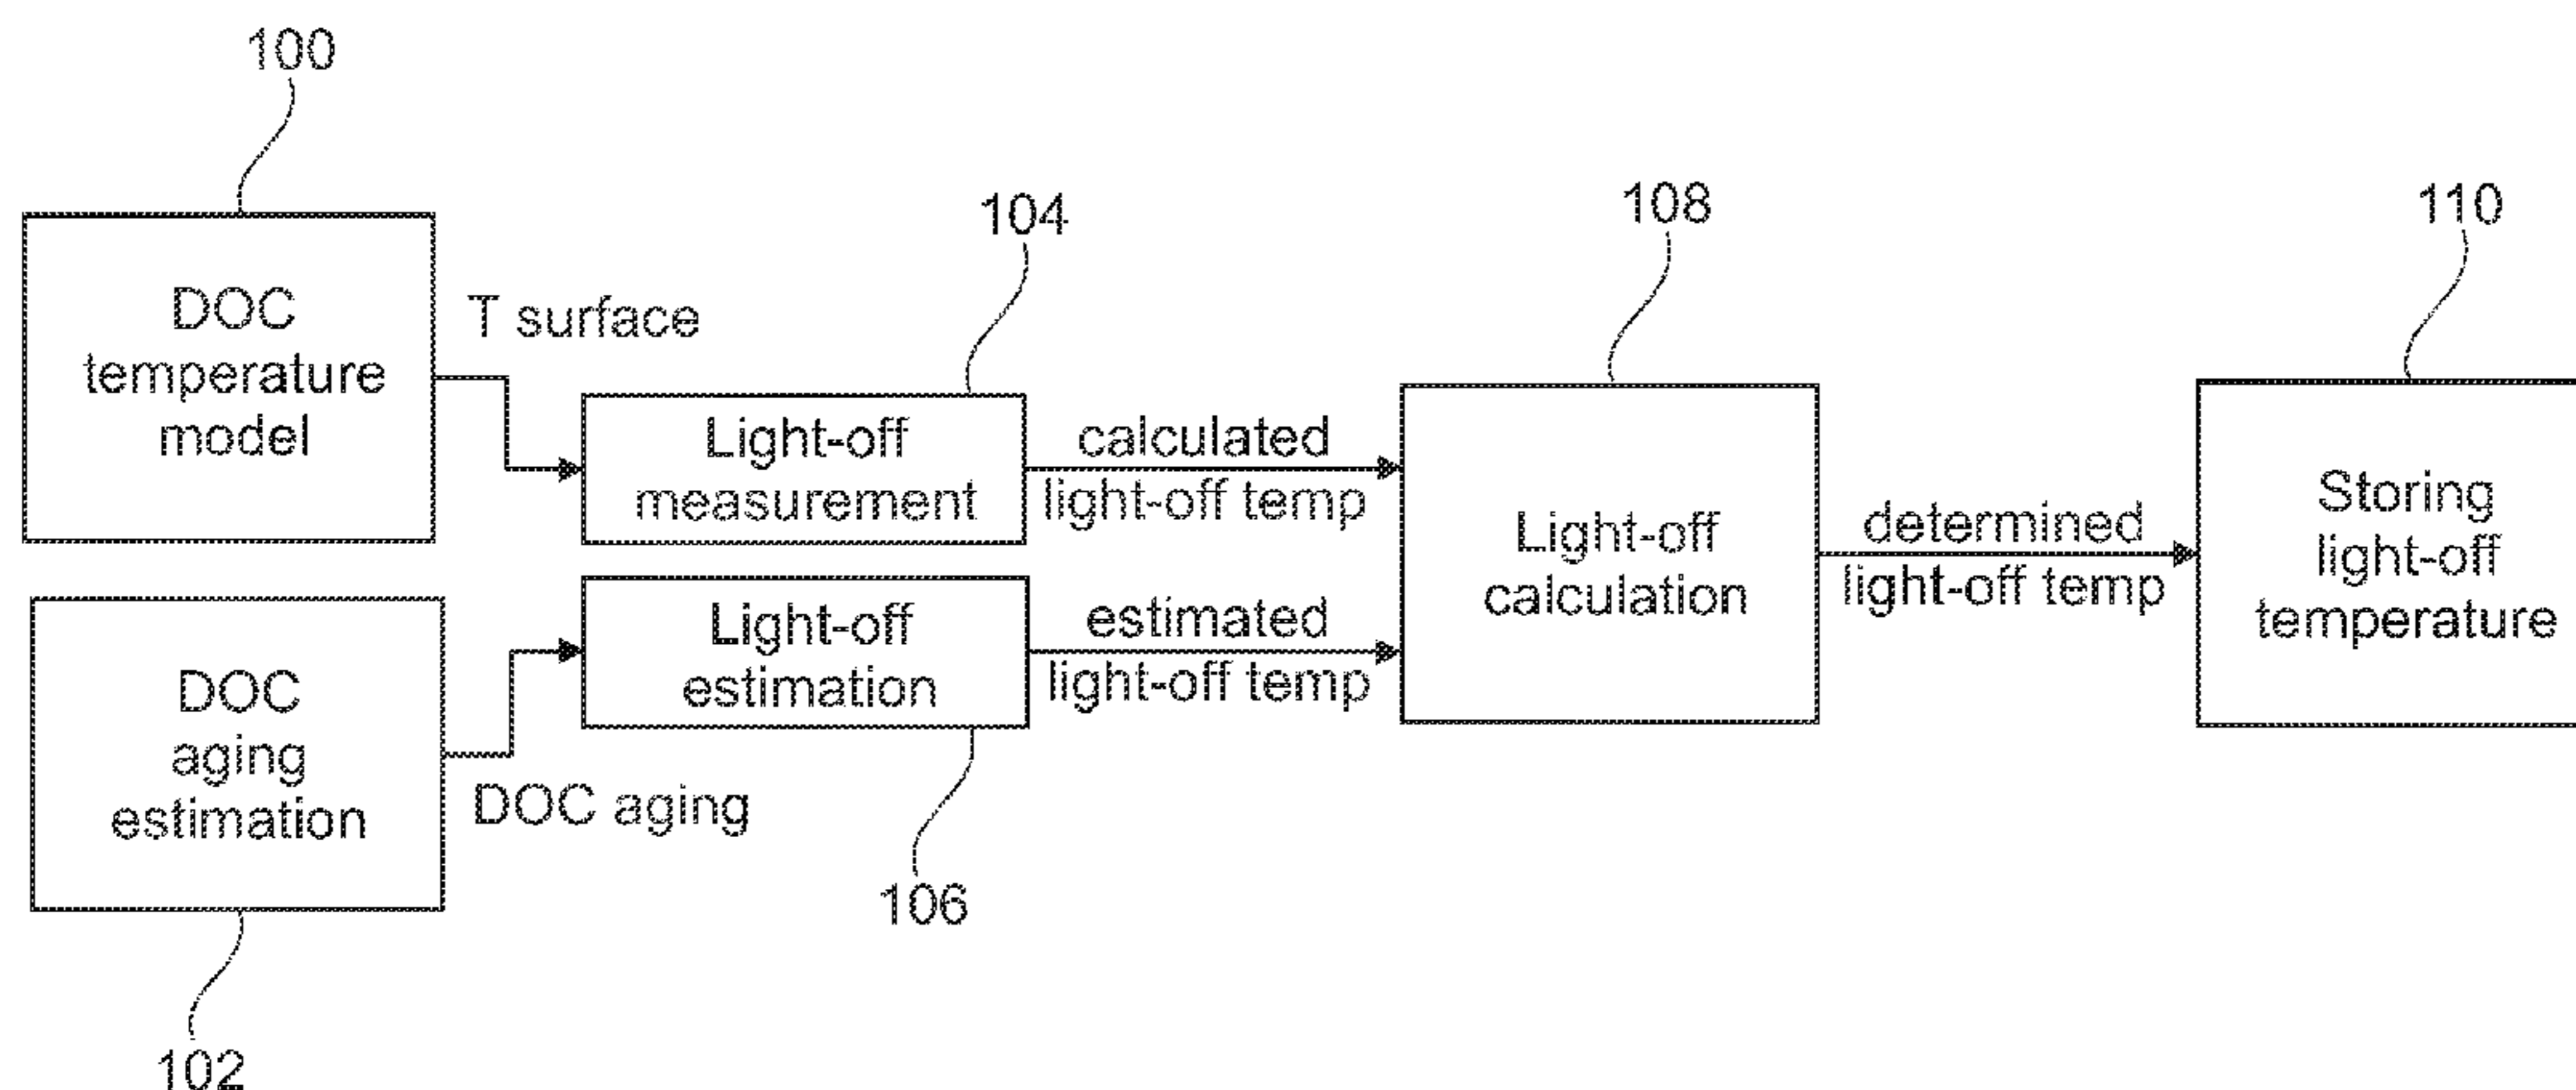 100
DOC
temperature
model
T surface
104
Light-off
measurement
calculated
light-off temp
108
Light-off
calculation
determined
light-off temp
110
Storing
light-off
temperature
DOC
aging
estimation
DOC aging
Light-off
estimation
estimated
light-off temp
106
102